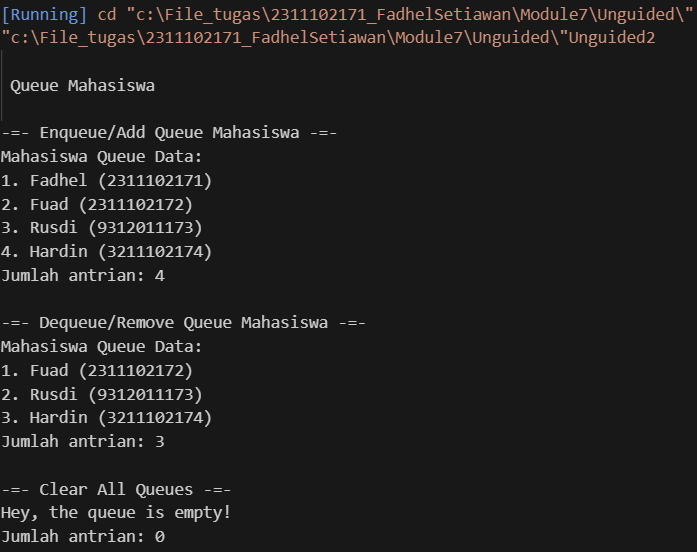 [Running] cd "c:\File_tugas\2311102171_FadhelSetiawan\Module7\Unguided\"
"c:\File_tugas\2311102171_FadhelSetiawan\Module7\Unguided\"Unguided2
Queue Mahasiswa
-=- Enqueue/Add Queue Mahasiswa -=-
Mahasiswa Queue Data:
1. Fadhel (2311102171)
2. Fuad (2311102172)
3. Rusdi (9312011173)
4. Hardin (3211102174)
Jumlah antrian: 4
-=- Dequeue/Remove Queue Mahasiswa -=-
Mahasiswa Queue Data:
1. Fuad (2311102172)
2. Rusdi (9312011173)
3. Hardin (3211102174)
Jumlah antrian: 3
-=- Clear All Queues -=-
Hey, the queue is empty!
Jumlah antrian: 0